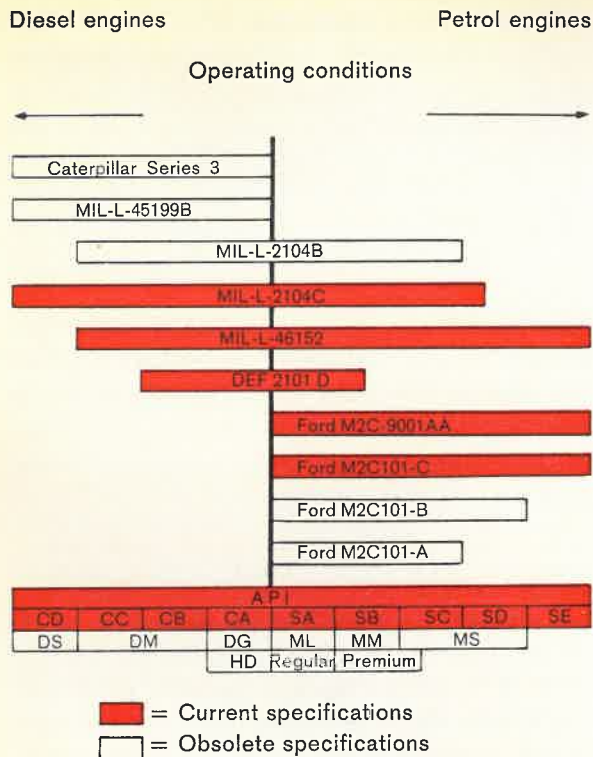 Diesel engines Petrol engines
Operating conditions
Caterpillar Series 3
MIL-L-45199B
MIL-L-2104B
MIL-L-2104C
MIL-L-46152
DEF 2101 D
Ford M2C-9001AA
Ford M2C101-C
Ford M2C101-B
Ford M2C101-A
API
CD CC CB CA SA SB SC SD SE
DS DM DG ML MM MS
HD Regular Premium
= Current specifications
= Obsolete specifications